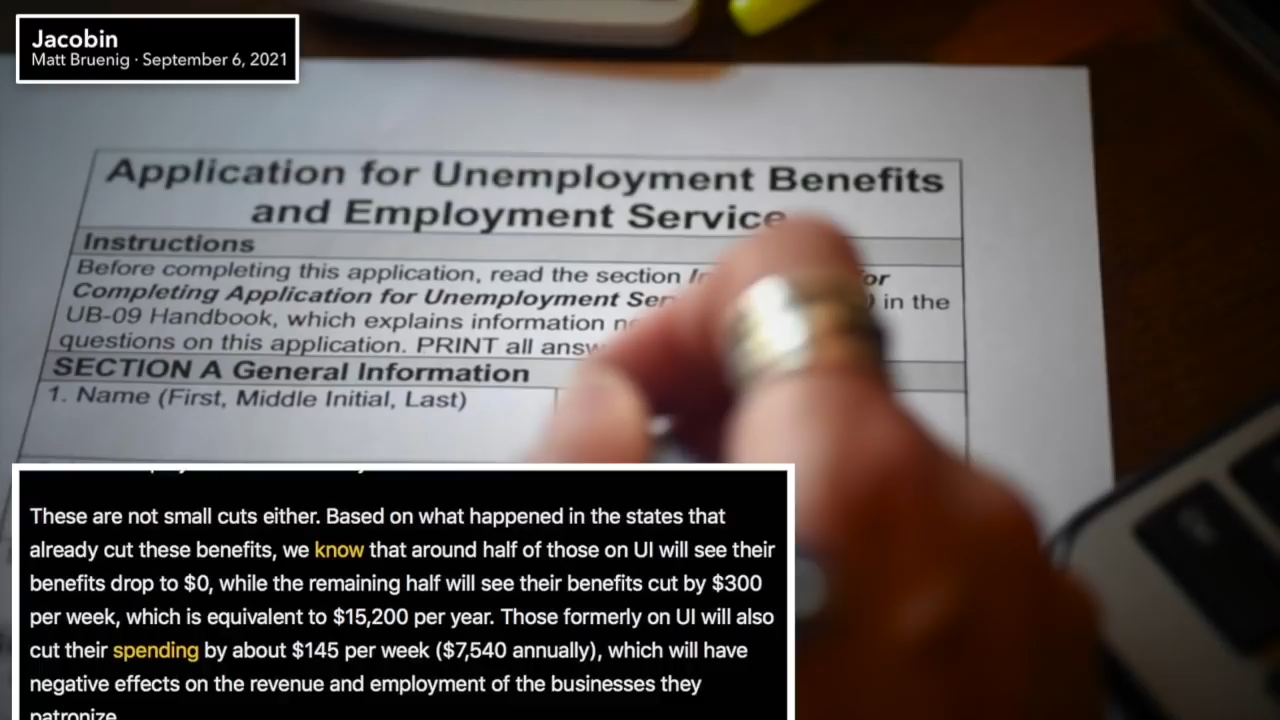 Jacobin
Matt Bruenig · September 6, 2021
Application for Unemployment Benefits
and Employment Service
Instructions
Before completing this application, read the section
Completing Application for Unemployment in the
UB-09 Handbook, which explains information
questions on this application. PRINT all
SECTION A General Information
1. Name (First, Middle Initial, Last)
These are not small cuts either. Based on what happened in the states that
already cut these benefits, we know that around half of those on UI will see their
benefits drop to $0, while the remaining half will see their benefits cut by $300
per week, which is equivalent to $15,200 per year. Those formerly on UI will also
cut their spending by about $145 per week ($7,540 annually), which will have
negative effects on the revenue and employment of the businesses they
patronize.